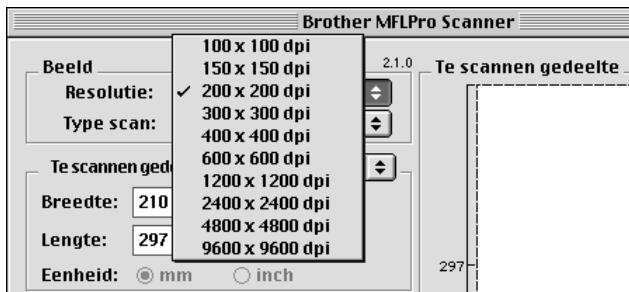 Brother MFLPro Scanner
Beeld
2.1.0
Resolutie:
Type scan:
100 x 100 dpi
150 x 150 dpi
✓ 200 x 200 dpi
300 x 300 dpi
400 x 400 dpi
600 x 600 dpi
1200 x 1200 dpi
2400 x 2400 dpi
4800 x 4800 dpi
9600 x 9600 dpi
Te scannen ged
Breedte: 210
Lengte: 297
Eenheid: mm inch
Te scannen gedeelte
297